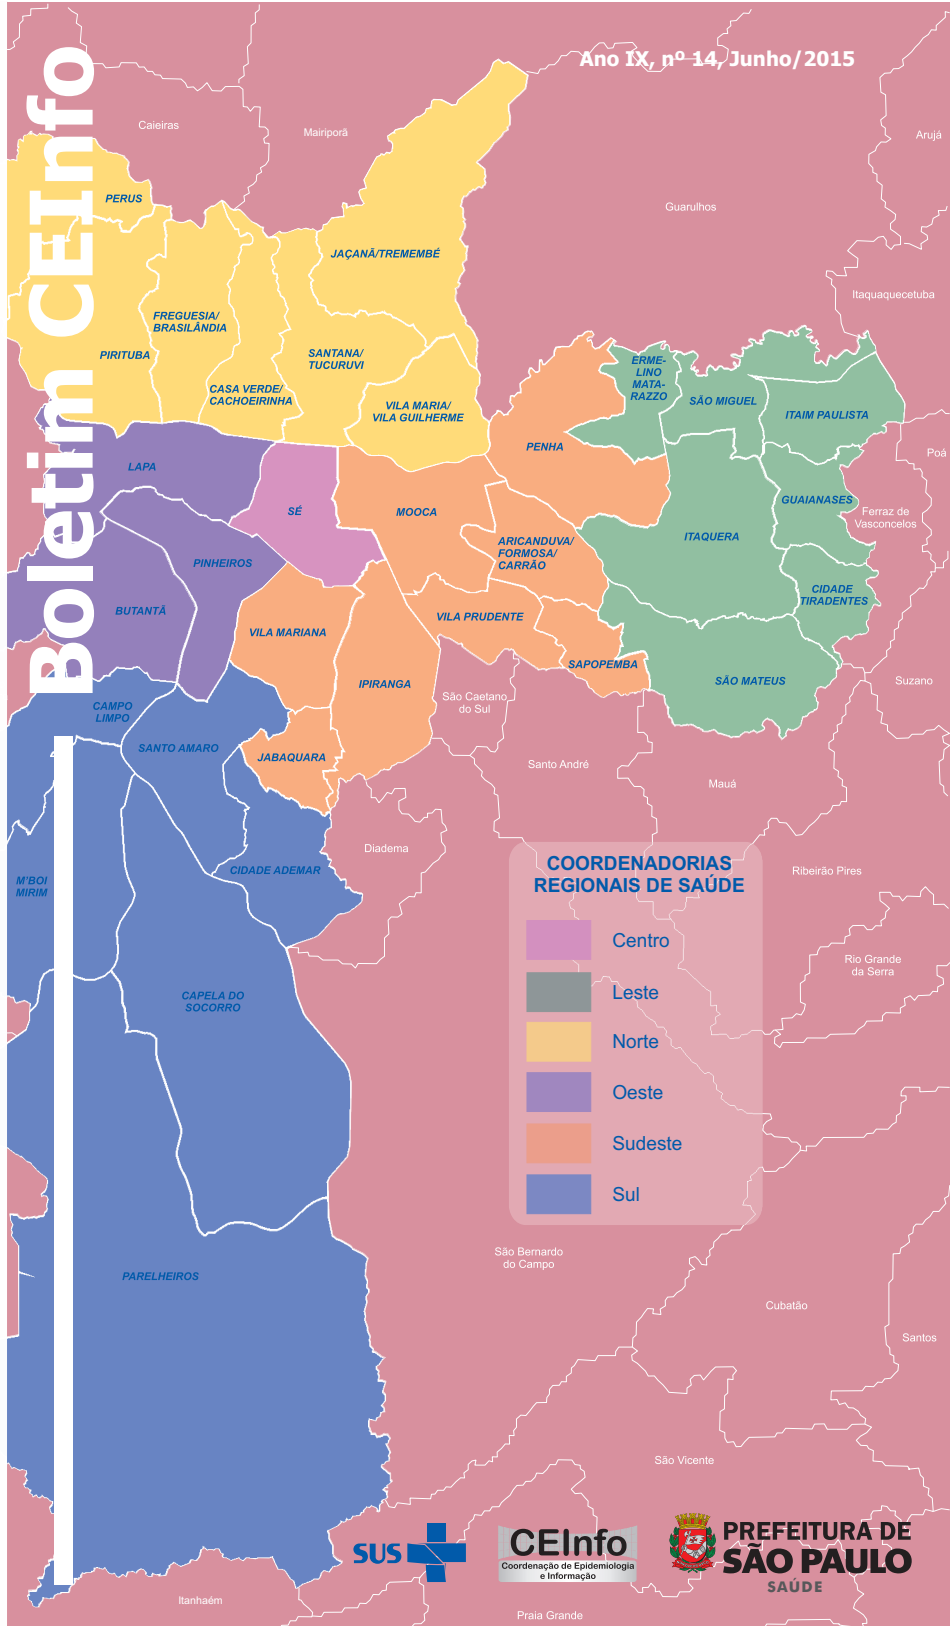 Boletim CEInfo
Ano IX, nº 14, Junho/2015
Caieiras
Mairiporã
Arujá
PERUS
Guarulhos
JAÇANÃ/TREMEMBÉ
Itaquaquecetuba
FREGUESIA/
BRASILÂNDIA
PIRITUBA
SANTANA/
TUCURUVI
ERME-
LINO
MATA-
RAZZO
CASA VERDE/
CACHOEIRINHA
VILA MARIA/
VILA GUILHERME
SÃO MIGUEL
ITAIM PAULISTA
PENHA
Poá
LAPA
GUAIANASES
SÉ
MOOCA
Ferraz de
Vasconcelos
ITAQUERA
ARICANDUVA/
FORMOSA/
CARRÃO
PINHEIROS
CIDADE
TIRADENTES
BUTANTÃ
VILA PRUDENTE
VILA MARIANA
SAPOPEMBA
SÃO MATEUS
Suzano
IPIRANGA
São Caetano
do Sul
CAMPO
LIMPO
SANTO AMARO
JABAQUARA
Santo André
Mauá
Diadema
CIDADE ADEMAR
Ribeirão Pires
M'BOI
MIRIM
COORDENADORIAS
REGIONAIS DE SAÚDE
Centro
Leste
Norte
Oeste
Sudeste
Sul
Rio Grande
da Serra
CAPELA DO
SOCORRO
São Bernardo
do Campo
PARELHEIROS
Cubatão
Santos
São Vicente
SUS
CEInfo
Coordenação de Epidemiologia
e Informação
PREFEITURA DE
SÃO PAULO
SAÚDE
Itanhaém
Praia Grande